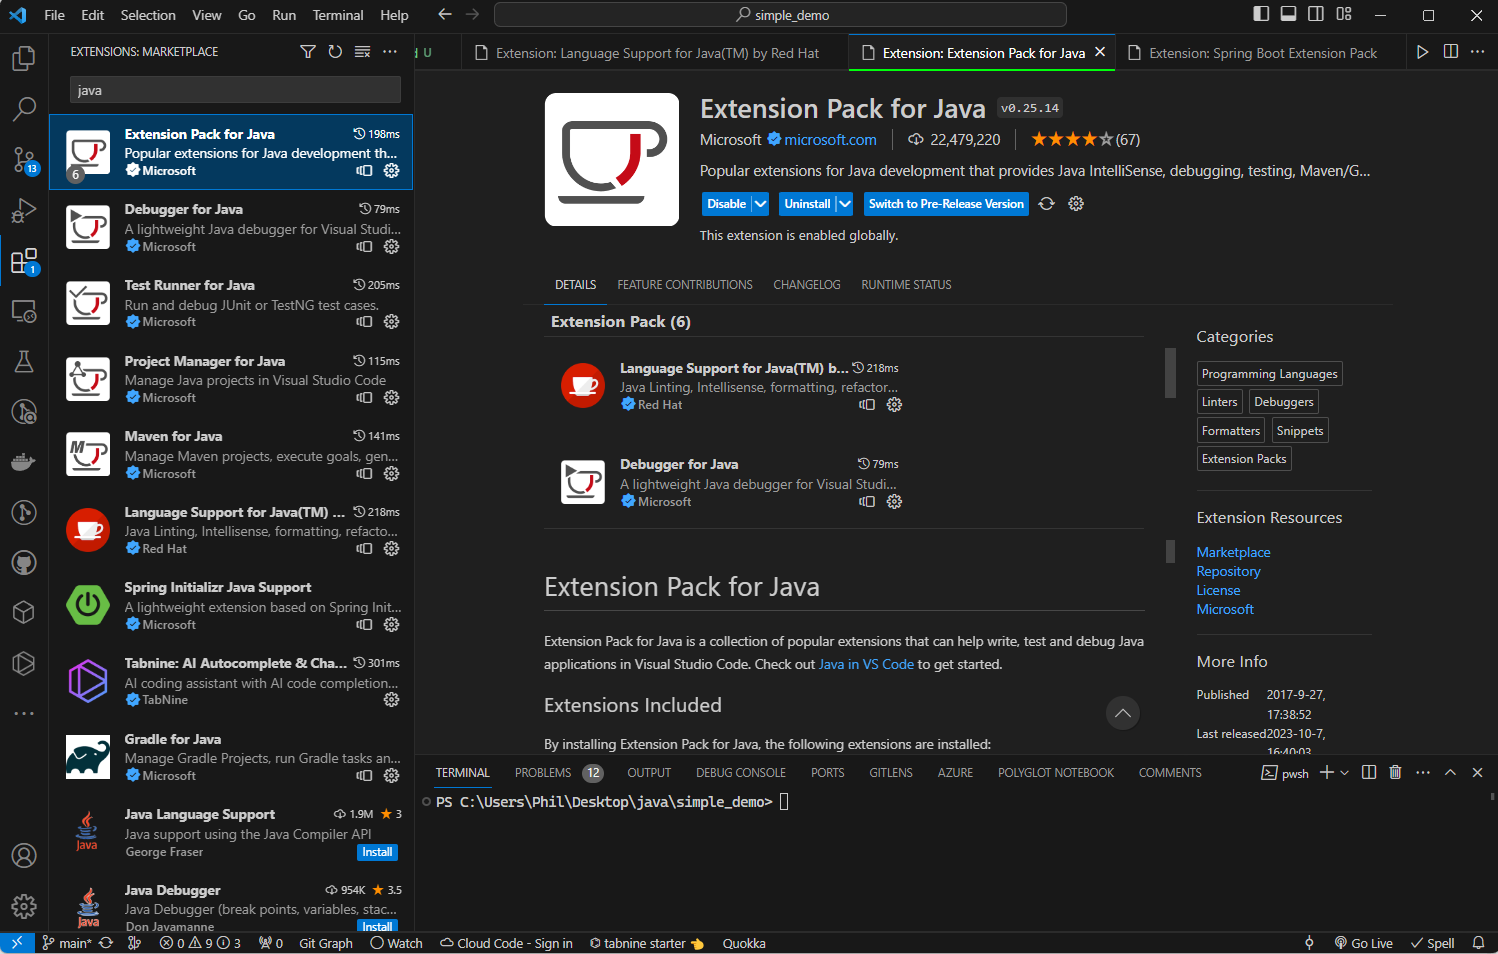 File Edit Selection View Go Run Terminal Help
simple_demo
EXTENSIONS: MARKETPLACE
java
Extension Pack for Java 198ms
Popular extensions for Java development th...
Microsoft
6
Debugger for Java 79ms
A lightweight Java debugger for Visual Studi...
Microsoft
Test Runner for Java 205ms
Run and debug JUnit or TestNG test cases.
Microsoft
Project Manager for Java 115ms
Manage Java projects in Visual Studio Code
Microsoft
Maven for Java 141ms
Manage Maven projects, execute goals, gen...
Microsoft
Language Support for Java(TM) ... 218ms
Java Linting, Intellisense, formatting, refacto...
Red Hat
Spring Initializr Java Support
A lightweight extension based on Spring Init...
Microsoft
Tabnine: AI Autocomplete & Cha... 301ms
AI coding assistant with AI code completion...
TabNine
Gradle for Java
Manage Gradle Projects, run Gradle tasks an...
Microsoft
Java Language Support 1.9M 3
Java support using the Java Compiler API
George Fraser Install
Java Debugger 954K 3.5
Java Debugger (break points, variables, stac...
Don Javamanne Install
13
1
U Extension: Language Support for Java(TM) by Red Hat Extension: Extension Pack for Java Extension: Spring Boot Extension Pack
Extension Pack for Java v0.25.14
Microsoft microsoft.com 22,479,220 (67)
Popular extensions for Java development that provides Java IntelliSense, debugging, testing, Maven/G...
Disable Uninstall Switch to Pre-Release Version
This extension is enabled globally.
DETAILS FEATURE CONTRIBUTIONS CHANGELOG RUNTIME STATUS
Extension Pack (6)
Language Support for Java(TM) b... 218ms
Java Linting, Intellisense, formatting, refactor...
Red Hat
Debugger for Java 79ms
A lightweight Java debugger for Visual Studi...
Microsoft
Extension Pack for Java
Extension Pack for Java is a collection of popular extensions that can help write, test and debug Java
applications in Visual Studio Code. Check out Java in VS Code to get started.
Extensions Included
By installing Extension Pack for Java, the following extensions are installed:
Categories
Programming Languages
Linters Debuggers
Formatters Snippets
Extension Packs
Extension Resources
Marketplace
Repository
License
Microsoft
More Info
Published 2017-9-27,
17:38:52
Last released 2023-10-7,
16:40:03
TERMINAL PROBLEMS 12 OUTPUT DEBUG CONSOLE PORTS GITLENS AZURE POLYGLOT NOTEBOOK COMMENTS pwsh
PS C:\Users\Phil\Desktop\java\simple_demo>
main* 0 9 3 0 Git Graph Watch Cloud Code - Sign in tabnine starter Quokka Go Live Spell